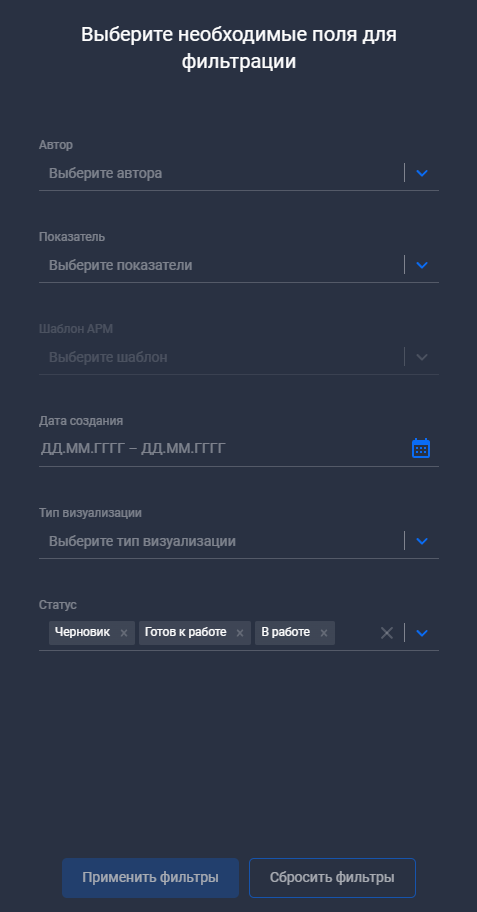 Выберите необходимые поля для
фильтрации
Автор
Выберите автора
Показатель
Выберите показатели
Шаблон АРМ
Выберите шаблон
Дата создания
ДД.ММ.ГГГГ – ДД.ММ.ГГГГ
Тип визуализации
Выберите тип визуализации
Статус
Черновик × Готов к работе × В работе ×
Применить фильтры Сбросить фильтры